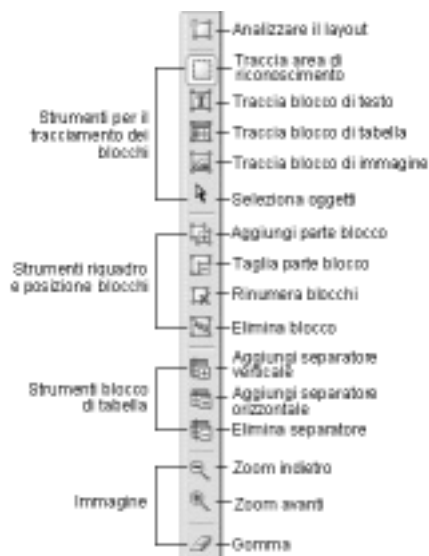 Analizzare il layout
Traccia area di
riconoscimento
Traccia blocco di testo
Traccia blocco di tabella
Traccia blocco di immagine
Seleziona oggetti
Strumenti per il
tracciamento dei
blocchi
Aggiungi parte blocco
Taglia parte blocco
Rinumera blocchi
Elimina blocco
Strumenti riquadro
e posizione blocchi
Aggiungi separatore
verticale
Aggiungi separatore
orizzontale
Elimina separatore
Strumenti blocco
di tabella
Zoom indietro
Zoom avanti
Gomma
Immagine